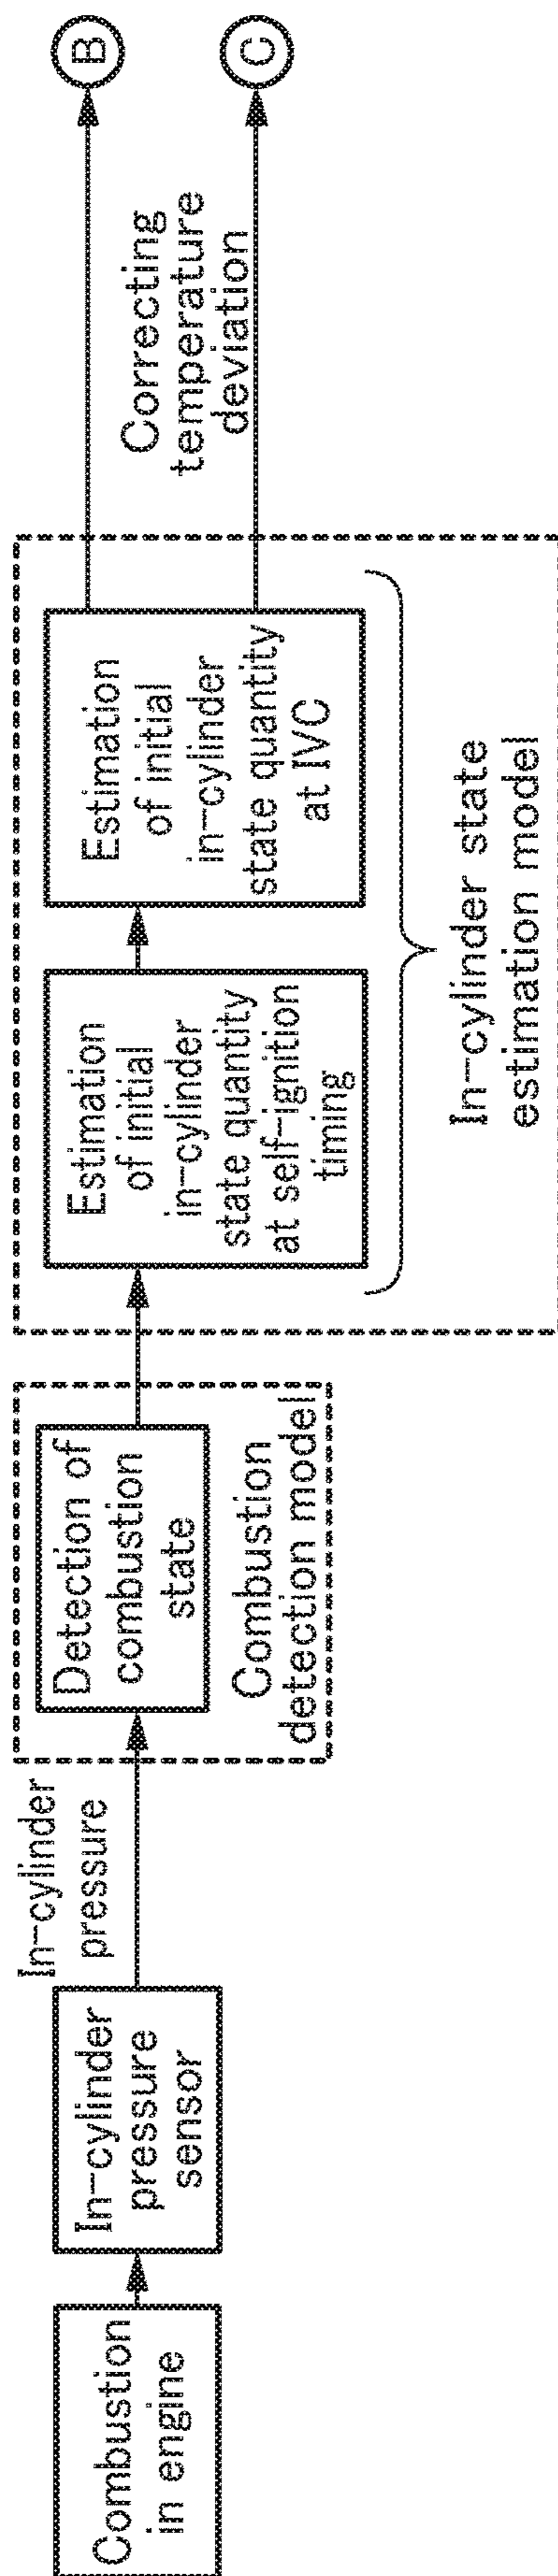 Combustion
in engine
In-cylinder
pressure
sensor
In-cylinder
pressure
Detection of
combustion
state
Combustion
detection model
Estimation
of initial
in-cylinder
state quantity
at self-ignition
timing
Estimation
of initial
in-cylinder
state quantity
at IVC
In-cylinder state
estimation model
Correcting
temperature
deviation
B
C